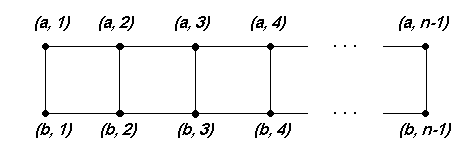 (a, 1) (a, 2) (a, 3) (a, 4) (a, n-1)
. . .
. . .
(b, 1) (b, 2) (b, 3) (b, 4) (b, n-1)